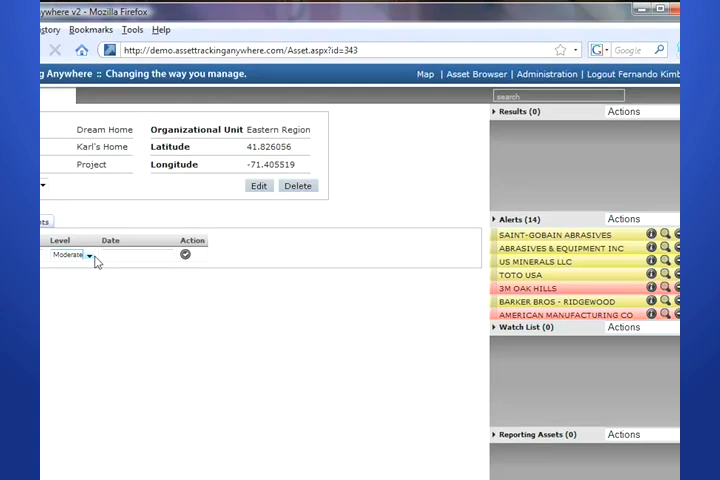 ywhere v2 - Mozilla Firefox
istory Bookmarks Tools Help
http://demo.assettrackinganywhere.com/Asset.aspx?id=343
Google
g Anywhere :: Changing the way you manage.
Map | Asset Browser | Administration | Logout Fernando Kimb
search
Results (0) Actions
Dream Home Organizational Unit Eastern Region
Karl's Home Latitude 41.826056
Project Longitude -71.405519
Edit Delete
ts
Level Date Action
Moderate
Alerts (14) Actions
SAINT-GOBAIN ABRASIVES
ABRASIVES & EQUIPMENT INC
US MINERALS LLC
TOTO USA
3M OAK HILLS
BARKER BROS - RIDGEWOOD
AMERICAN MANUFACTURING CO
Watch List (0) Actions
Reporting Assets (0) Actions